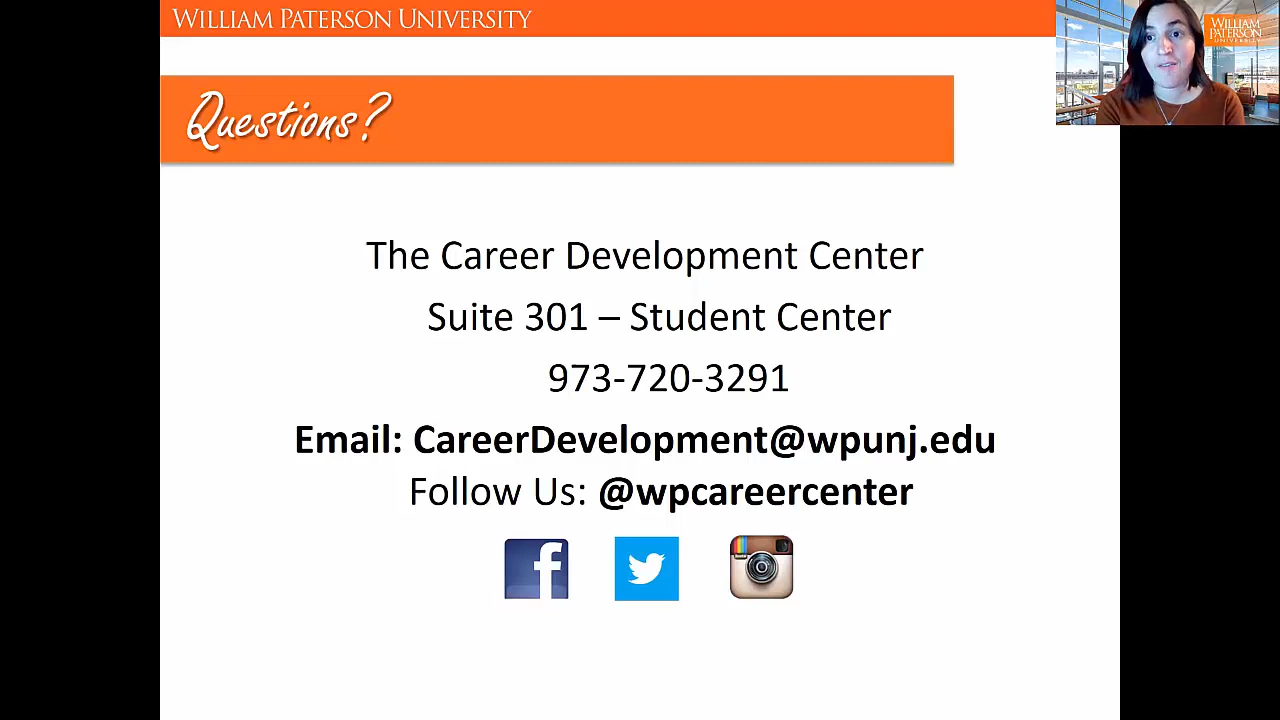 WILLIAM PATERSON UNIVERSITY
WILLIAM
PATERSON
UNIVERSITY
Questions?
The Career Development Center
Suite 301 – Student Center
973-720-3291
Email: CareerDevelopment@wpunj.edu
Follow Us: @wpcareercenter